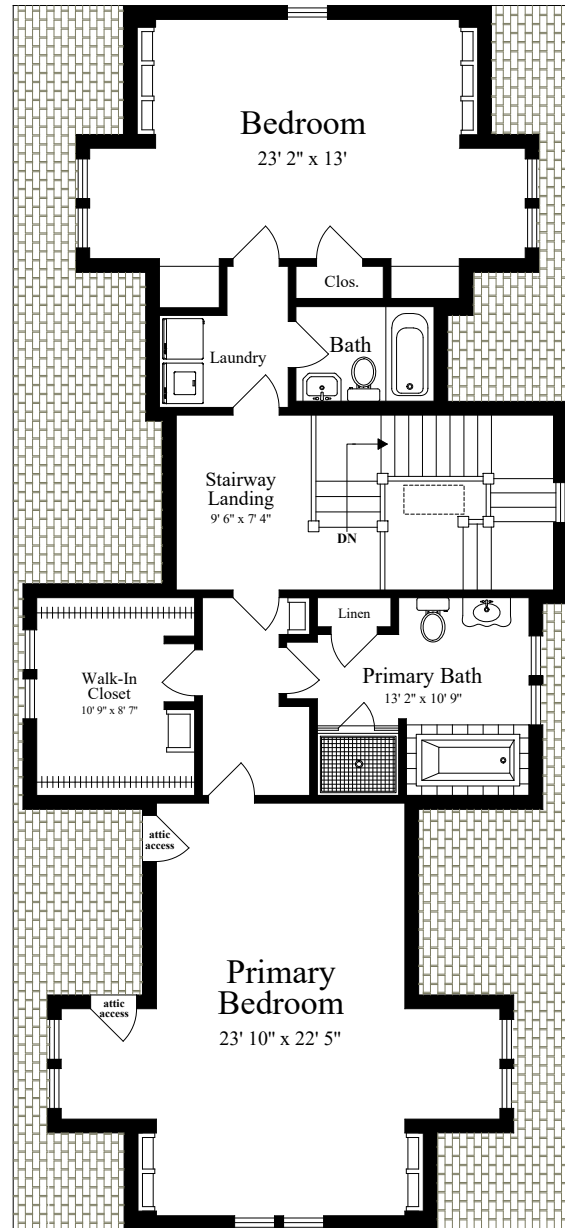 Bedroom
23' 2" x 13'
Clos.
Bath
Laundry
Stairway
Landing
9' 6" x 7' 4"
DN
Linen
Walk-In
Closet
10' 9" x 8' 7"
Primary Bath
13' 2" x 10' 9"
attic
access
attic
access
Primary
Bedroom
23' 10" x 22' 5"